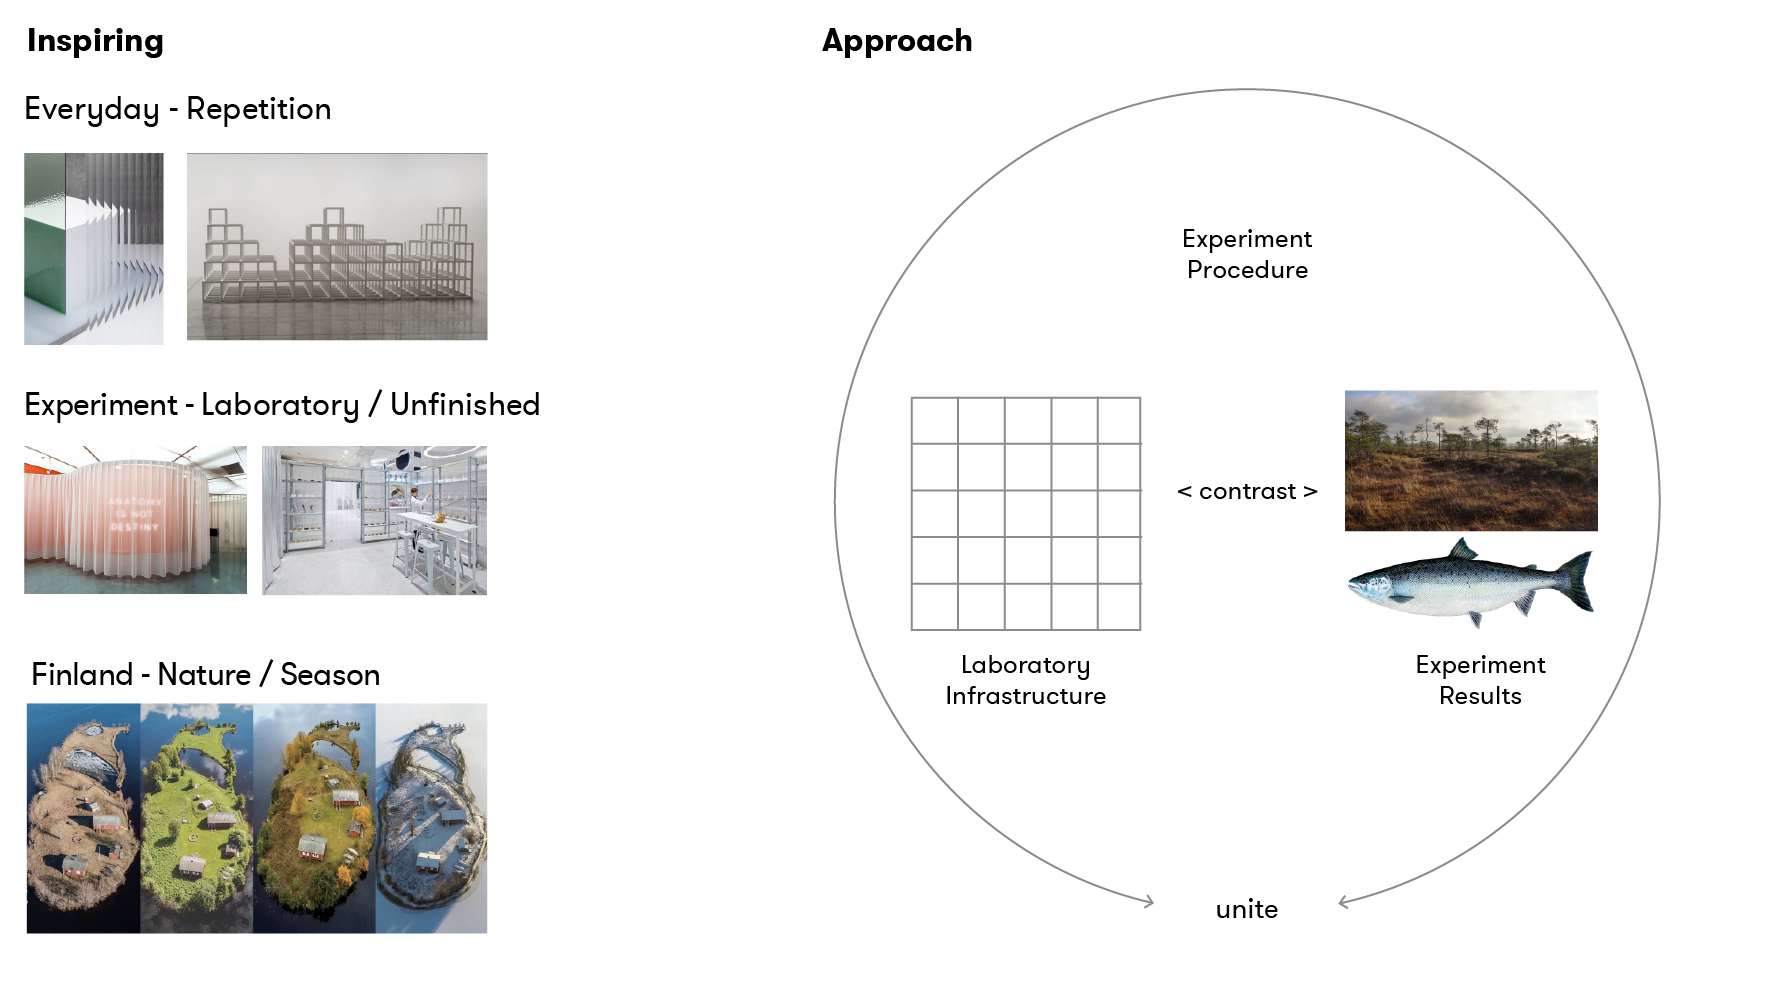 Inspiring
Everyday - Repetition
Experiment - Laboratory / Unfinished
ANATOMY
IS NOT
DESTINY
Finland - Nature / Season
Approach
Experiment
Procedure
< contrast >
Laboratory
Infrastructure
Experiment
Results
unite